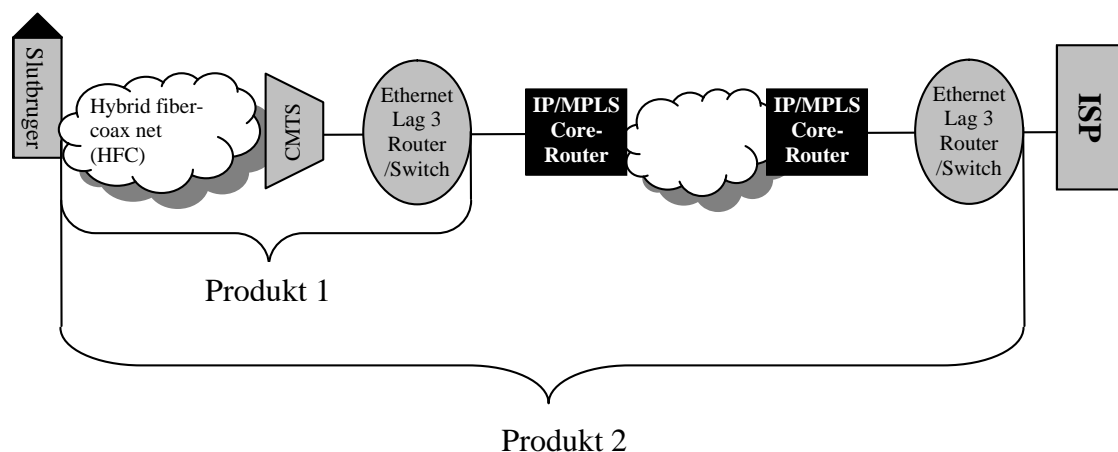 Slutbruger
Hybrid fiber-
coax net
(HFC)
CMTS
Ethernet
Lag 3
Router
/Switch
IP/MPLS
Core-
Router
IP/MPLS
Core-
Router
Ethernet
Lag 3
Router
/Switch
ISP
Produkt 1
Produkt 2